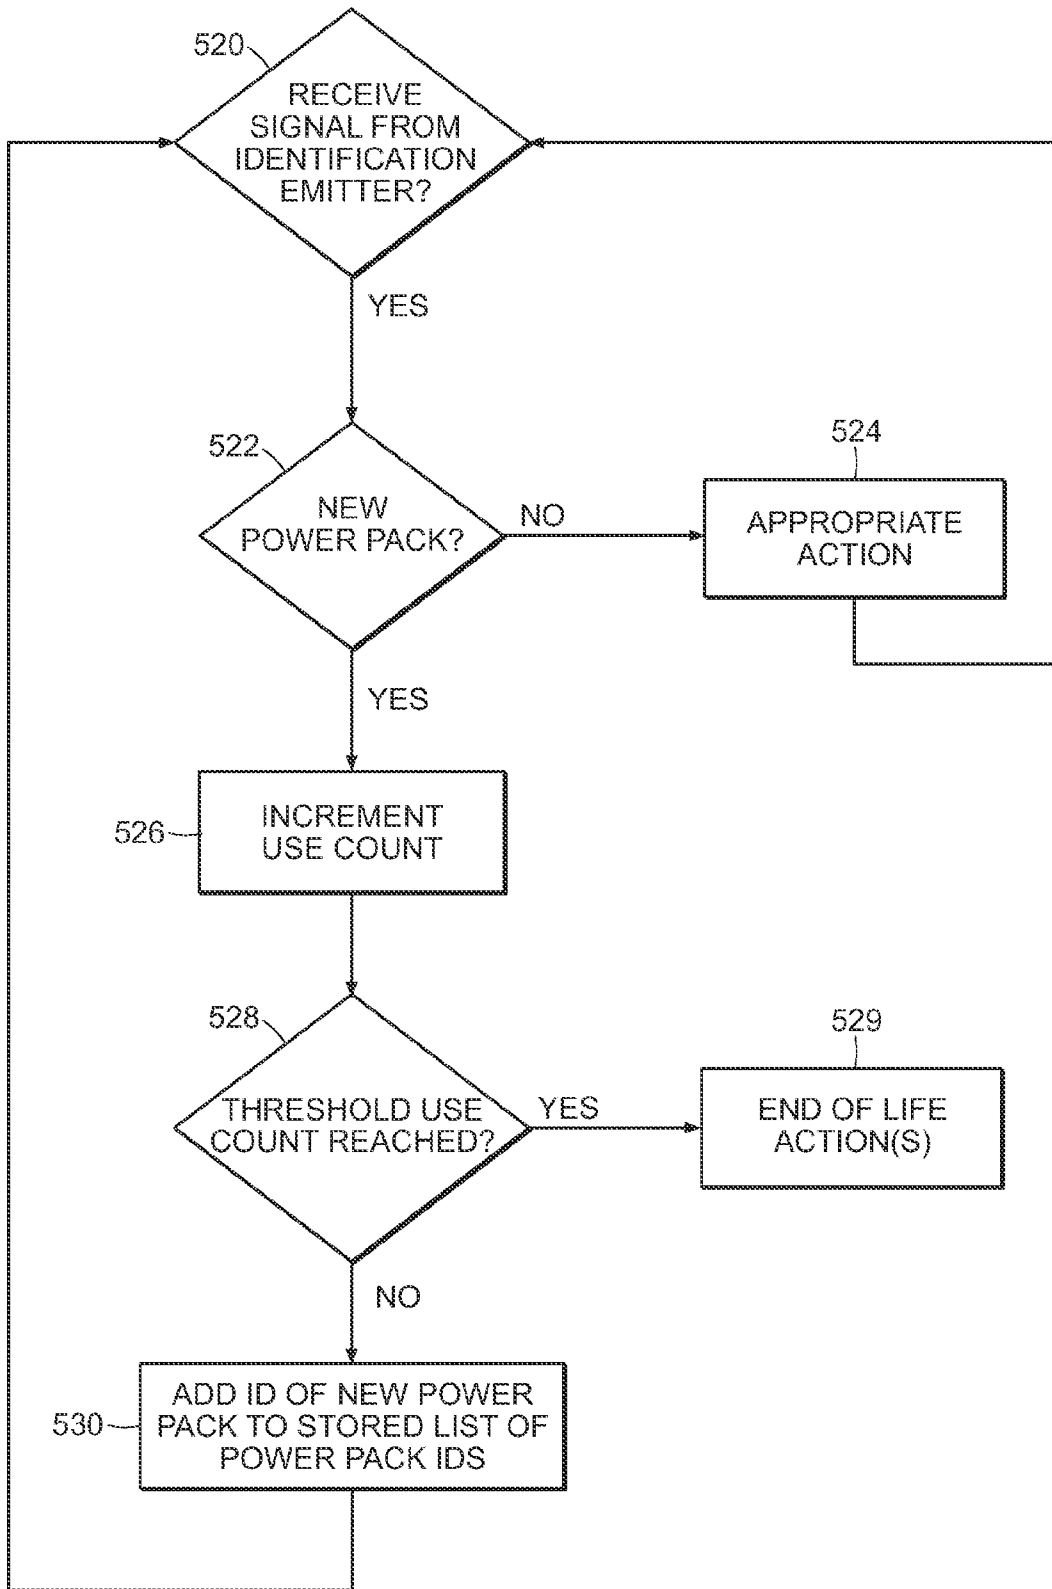 520
RECEIVE
SIGNAL FROM
IDENTIFICATION
EMITTER?
YES
522
NEW
POWER PACK?
NO
524
APPROPRIATE
ACTION
YES
526
INCREMENT
USE COUNT
528
THRESHOLD USE
COUNT REACHED?
YES
529
END OF LIFE
ACTION(S)
NO
530
ADD ID OF NEW POWER
PACK TO STORED LIST OF
POWER PACK IDS